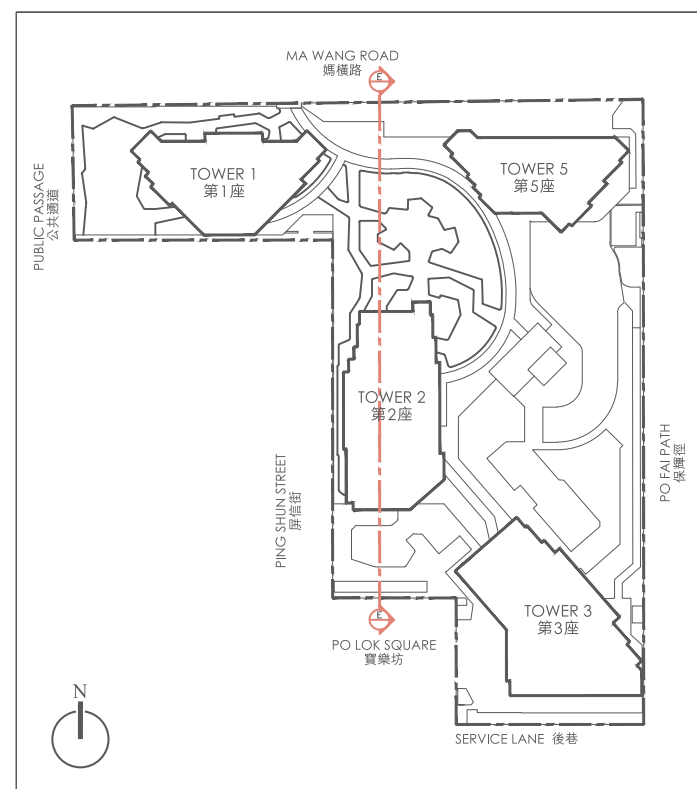 MA WANG ROAD
媽橫路
E
PUBLIC PASSAGE
公共通道
TOWER 1
第1座
TOWER 5
第5座
TOWER 2
第2座
PING SHUN STREET
屏信街
PO FAI PATH
保輝徑
TOWER 3
第3座
E
PO LOK SQUARE
寶樂坊
N
SERVICE LANE 後巷